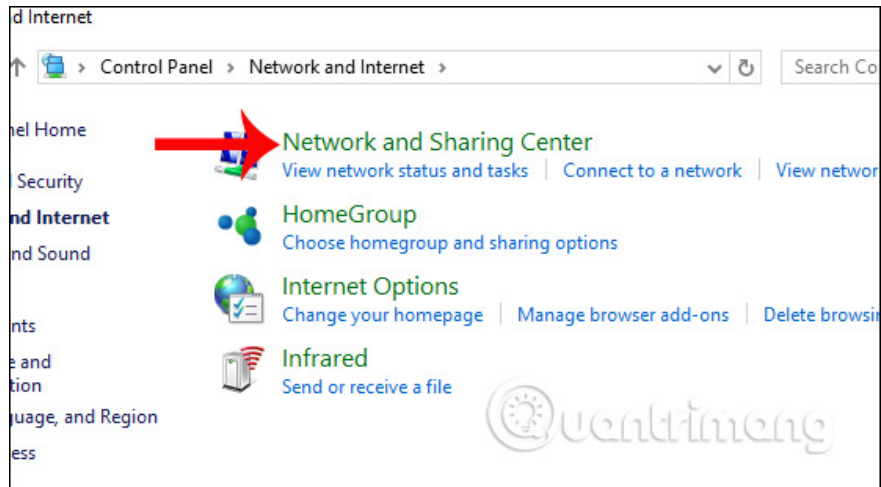 d Internet
Control Panel > Network and Internet >
Search Co
nel Home
Security
nd Internet
nd Sound
nts
e and
tion
uage, and Region
ess
Network and Sharing Center
View network status and tasks | Connect to a network | View networ
HomeGroup
Choose homegroup and sharing options
Internet Options
Change your homepage | Manage browser add-ons | Delete browsi
Infrared
Send or receive a file
Quantrimang